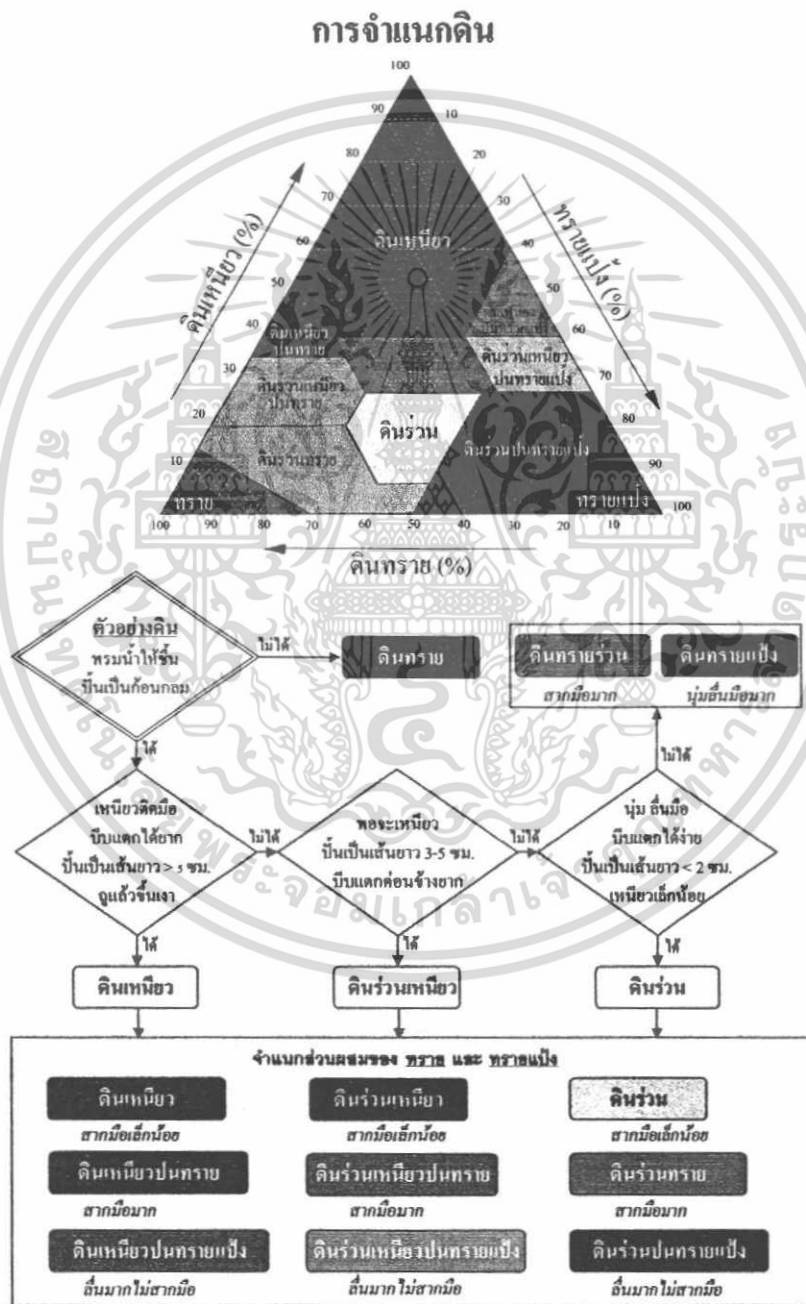 การจำแนกดิน
100
90 10
80 20
70 30
60 40
50 50
40 60
30 70
20 80
10 90
100
ดินเหนียว (%)
ทรายแป้ง (%)
ดินเหนียว
ดินเหนียว
ปนทราย
ดินร่วนเหนียว
ปนทรายแป้ง
ดินร่วนเหนียว
ปนทราย
ดินร่วน
ดินร่วนทราย
ดินร่วนปนทรายแป้ง
ทราย
ทรายแป้ง
100 90 80 70 60 50 40 30 20 10
ดินทราย (%)
ตัวอย่างดิน
พรมน้ำให้ชื้น
ปั้นเป็นก้อนกลม
ไม่ได้
ดินทราย
ดินทรายร่วน ดินทรายแป้ง
สากมือมาก นุ่มลื่นมือมาก
ได้
ไม่ได้
เหนียวติดมือ
บีบแตกได้ยาก
ปั้นเป็นเส้นยาว > 5 ซม.
ถูแล้วขึ้นเงา
ไม่ได้
พอจะเหนียว
ปั้นเป็นเส้นยาว 3-5 ซม.
บีบแตกค่อนข้างยาก
ไม่ได้
นุ่ม ลื่นมือ
บีบแตกได้ง่าย
ปั้นเป็นเส้นยาว < 2 ซม.
เหนียวเล็กน้อย
ได้ ได้ ได้
ดินเหนียว ดินร่วนเหนียว ดินร่วน
จำแนกส่วนผสมของ ทราย และ ทรายแป้ง
ดินเหนียว ดินร่วนเหนียว ดินร่วน
สากมือเล็กน้อย สากมือเล็กน้อย สากมือเล็กน้อย
ดินเหนียวปนทราย ดินร่วนเหนียวปนทราย ดินร่วนทราย
สากมือมาก สากมือมาก สากมือมาก
ดินเหนียวปนทรายแป้ง ดินร่วนเหนียวปนทรายแป้ง ดินร่วนปนทรายแป้ง
ลื่นมากไม่สากมือ ลื่นมากไม่สากมือ ลื่นมากไม่สากมือ